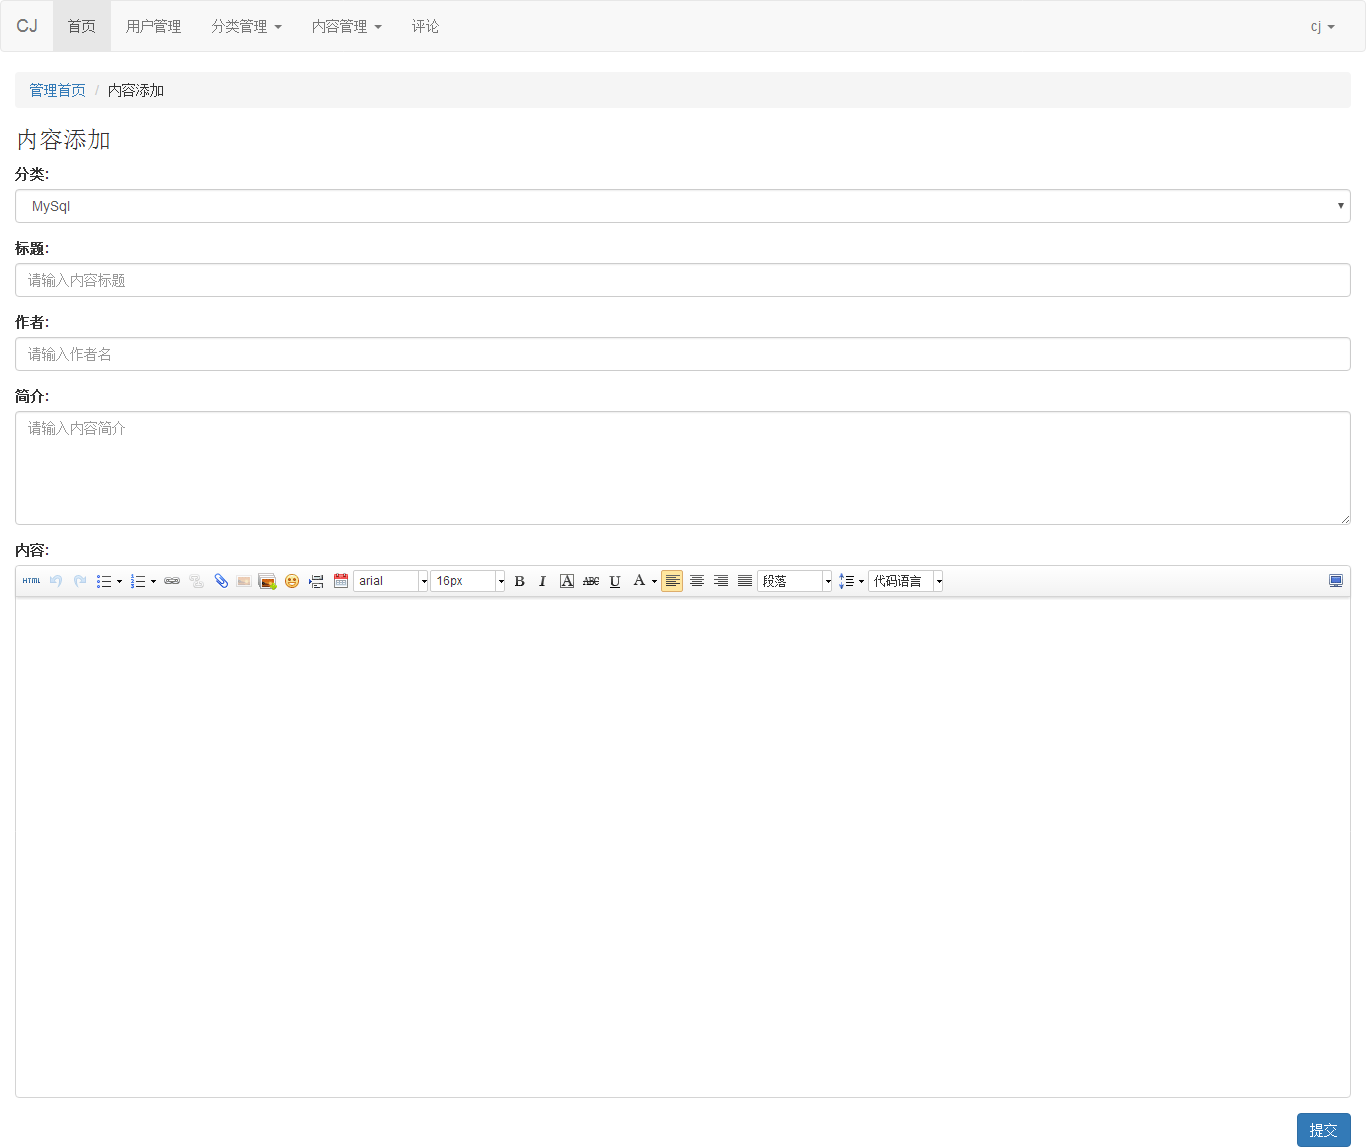 CJ 首页 用户管理 分类管理 内容管理 评论 cj
管理首页 / 内容添加
内容添加
分类:
MySql
标题:
请输入内容标题
作者:
请输入作者名
简介:
请输入内容简介
内容:
HTML arial 16px B I A ABC U A 段落 代码语言
提交